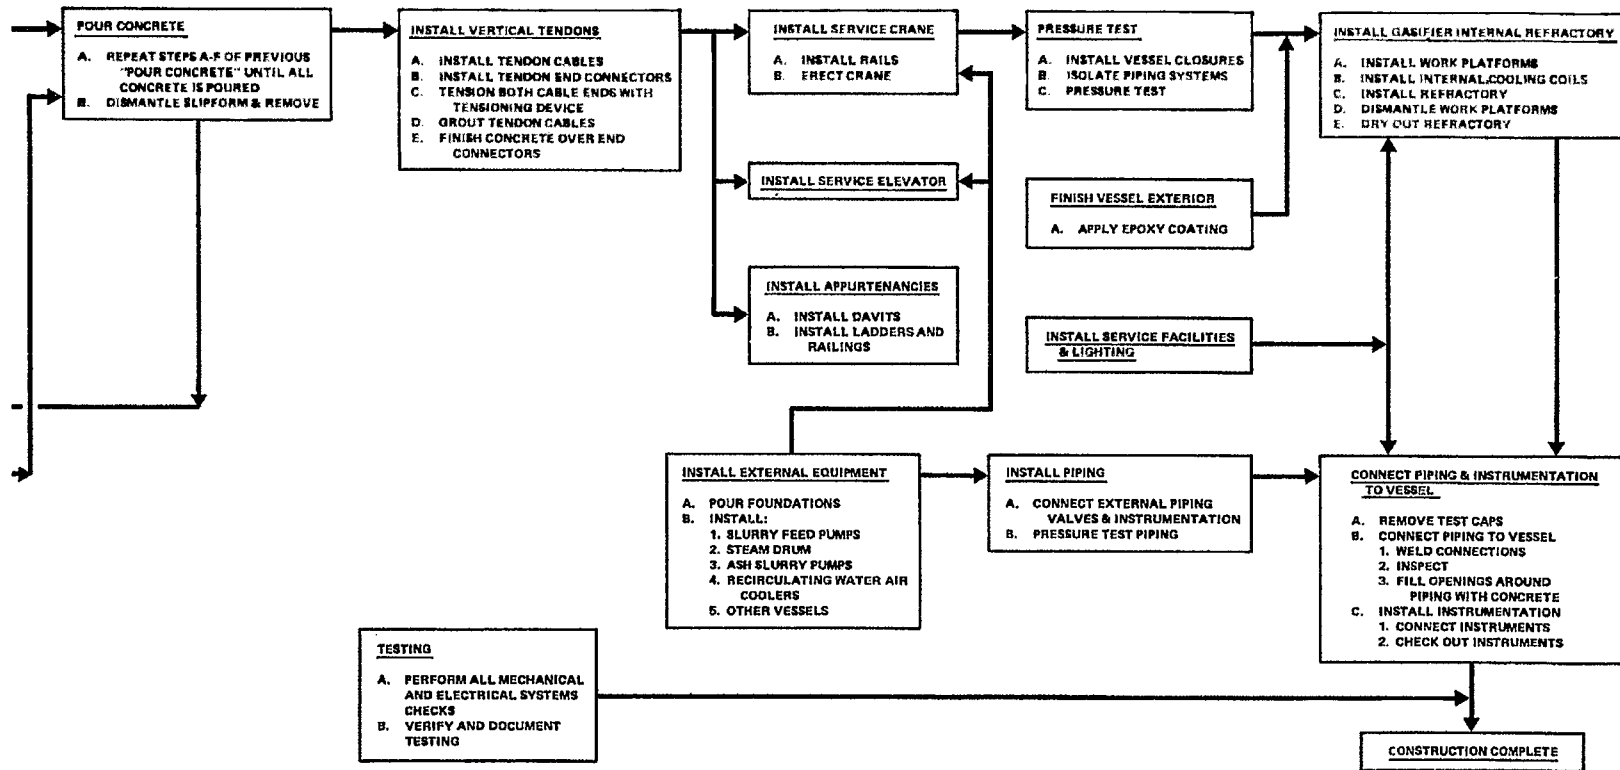 POUR CONCRETE
A. REPEAT STEPS A-F OF PREVIOUS
"POUR CONCRETE" UNTIL ALL
CONCRETE IS POURED
B. DISMANTLE SLIPFORM & REMOVE
INSTALL VERTICAL TENDONS
A. INSTALL TENDON CABLES
B. INSTALL TENDON END CONNECTORS
C. TENSION BOTH CABLE ENDS WITH
TENSIONING DEVICE
D. GROUT TENDON CABLES
E. FINISH CONCRETE OVER END
CONNECTORS
INSTALL SERVICE CRANE
A. INSTALL RAILS
B. ERECT CRANE
PRESSURE TEST
A. INSTALL VESSEL CLOSURES
B. ISOLATE PIPING SYSTEMS
C. PRESSURE TEST
INSTALL GASIFIER INTERNAL REFRACTORY
A. INSTALL WORK PLATFORMS
B. INSTALL INTERNAL COOLING COILS
C. INSTALL REFRACTORY
D. DISMANTLE WORK PLATFORMS
E. DRY OUT REFRACTORY
INSTALL SERVICE ELEVATOR
FINISH VESSEL EXTERIOR
A. APPLY EPOXY COATING
INSTALL APPURTENANCIES
A. INSTALL DAVITS
B. INSTALL LADDERS AND
RAILINGS
INSTALL SERVICE FACILITIES
& LIGHTING
INSTALL EXTERNAL EQUIPMENT
A. POUR FOUNDATIONS
B. INSTALL:
1. SLURRY FEED PUMPS
2. STEAM DRUM
3. ASH SLURRY PUMPS
4. RECIRCULATING WATER AIR
COOLERS
5. OTHER VESSELS
INSTALL PIPING
A. CONNECT EXTERNAL PIPING
VALVES & INSTRUMENTATION
B. PRESSURE TEST PIPING
CONNECT PIPING & INSTRUMENTATION
TO VESSEL
A. REMOVE TEST CAPS
B. CONNECT PIPING TO VESSEL
1. WELD CONNECTIONS
2. INSPECT
3. FILL OPENINGS AROUND
PIPING WITH CONCRETE
C. INSTALL INSTRUMENTATION
1. CONNECT INSTRUMENTS
2. CHECK OUT INSTRUMENTS
TESTING
A. PERFORM ALL MECHANICAL
AND ELECTRICAL SYSTEMS
CHECKS
B. VERIFY AND DOCUMENT
TESTING
CONSTRUCTION COMPLETE